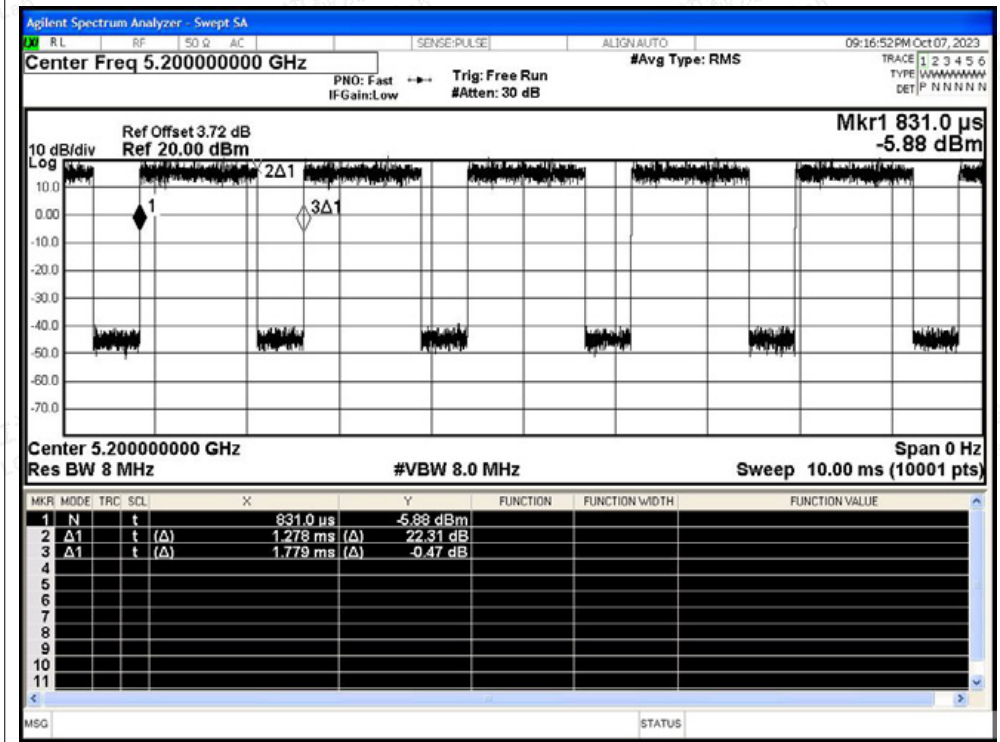 Agilent Spectrum Analyzer - Swept SA
LXI RL RF 50 Ω AC SENSE:PULSE ALIGNAUTO 09:16:52PM Oct 07, 2023
Center Freq 5.200000000 GHz #Avg Type: RMS TRACE 1 2 3 4 5 6
PNO: Fast Trig: Free Run TYPE WWWWWW
IFGain:Low #Atten: 30 dB DET P N N N N N
Mkr1 831.0 µs
Ref Offset 3.72 dB
10 dB/div Ref 20.00 dBm -5.88 dBm
Log
2Δ1
10.0
1 3Δ1
0.00
-10.0
-20.0
-30.0
-40.0
-50.0
-60.0
-70.0
Center 5.200000000 GHz Span 0 Hz
Res BW 8 MHz #VBW 8.0 MHz Sweep 10.00 ms (10001 pts)
MKR MODE TRC SCL X Y FUNCTION FUNCTION WIDTH FUNCTION VALUE
1 N t 831.0 µs -5.88 dBm
2 Δ1 t (Δ) 1.278 ms (Δ) 22.31 dB
3 Δ1 t (Δ) 1.779 ms (Δ) -0.47 dB
4
5
6
7
8
9
10
11
MSG STATUS